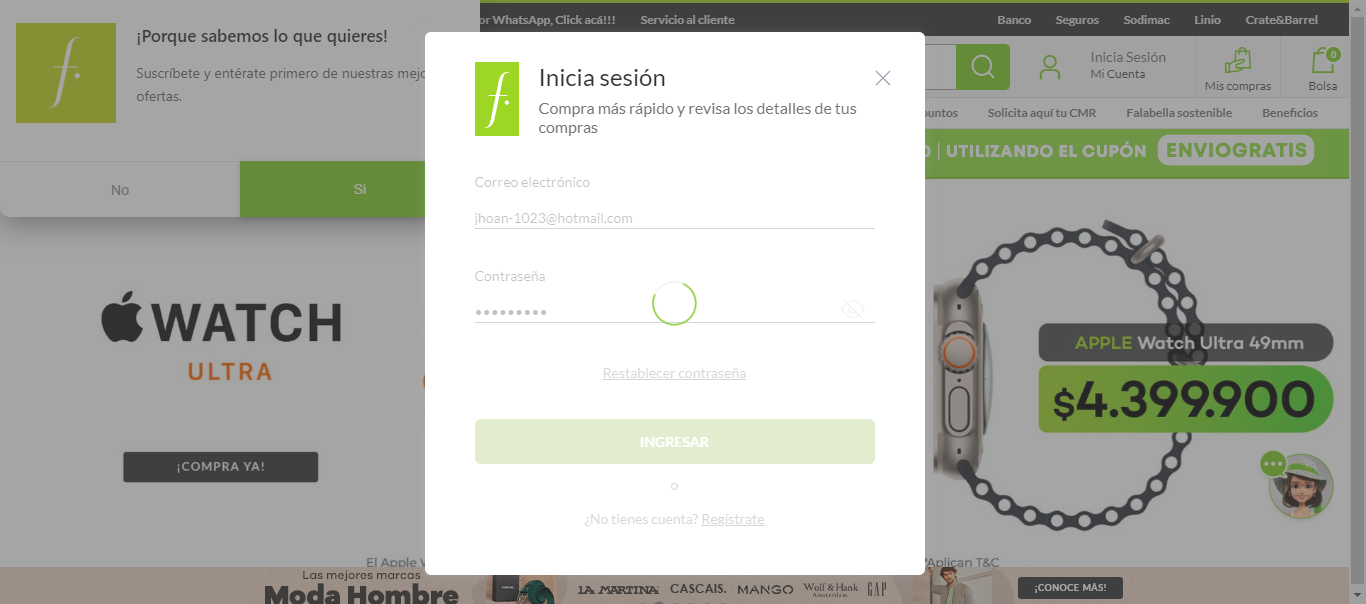 or WhatsApp, Click acá!!!
Servicio al cliente
Banco
Seguros
Sodimac
Linio
Crate&Barrel
¡Porque sabemos lo que quieres!
Suscríbete y entérate primero de nuestras mejo
ofertas.
No
Si
Inicia Sesión
Mi Cuenta
Mis compras
0
Bolsa
puntos
Solicita aquí tu CMR
Falabella sostenible
Beneficios
UTILIZANDO EL CUPÓN ENVIOGRATIS
f.
Inicia sesión
Compra más rápido y revisa los detalles de tus
compras
Correo electrónico
jhoan-1023@hotmail.com
Contraseña
•••••••••
Restablecer contraseña
INGRESAR
o
¿No tienes cuenta? Regístrate
WATCH
ULTRA
¡COMPRA YA!
APPLE Watch Ultra 49mm
$4.399.900
El Apple W
*Aplican T&C
Las mejores marcas
Moda Hombre
LA MARTINA
CASCAIS.
MANGO
Wolf & Hank
Amsterdam
GAP
¡CONOCE MÁS!